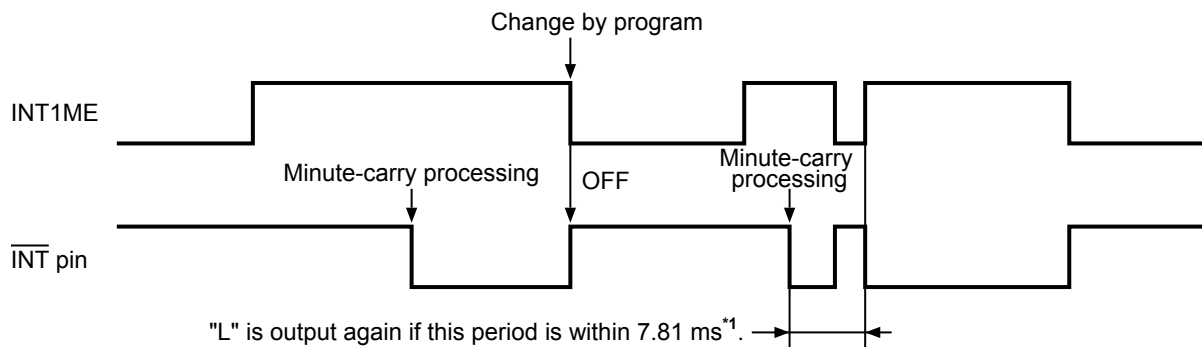 Change by program
INT1ME
Minute-carry processing
OFF
Minute-carry
processing
INT pin
"L" is output again if this period is within 7.81 ms*1.